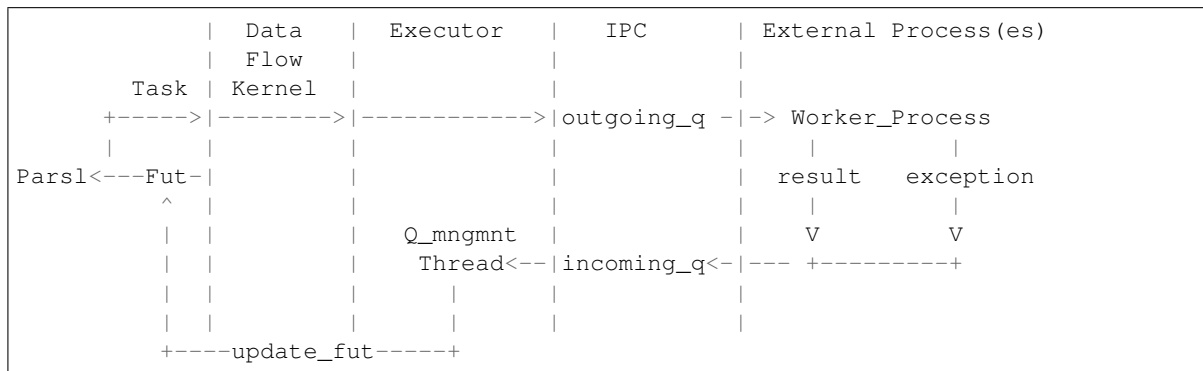 |   Data    |   Executor    |    IPC      | External Process(es)
              |   Flow    |               |             |
         Task | Kernel    |               |             |
       +----->|---------->|-------------->|outgoing_q  -|-> Worker_Process
       |      |           |               |             |    |         |
Parsl<---Fut-|            |               |             |  result   exception
           ^  |           |               |             |    |         |
           |  |           |   Q_mngmnt    |             |    V         V
           |  |           |    Thread<--|incoming_q<-|--- +---------+
           |  |           |      |        |             |
           |  |           |      |        |             |
           +----update_fut-----+